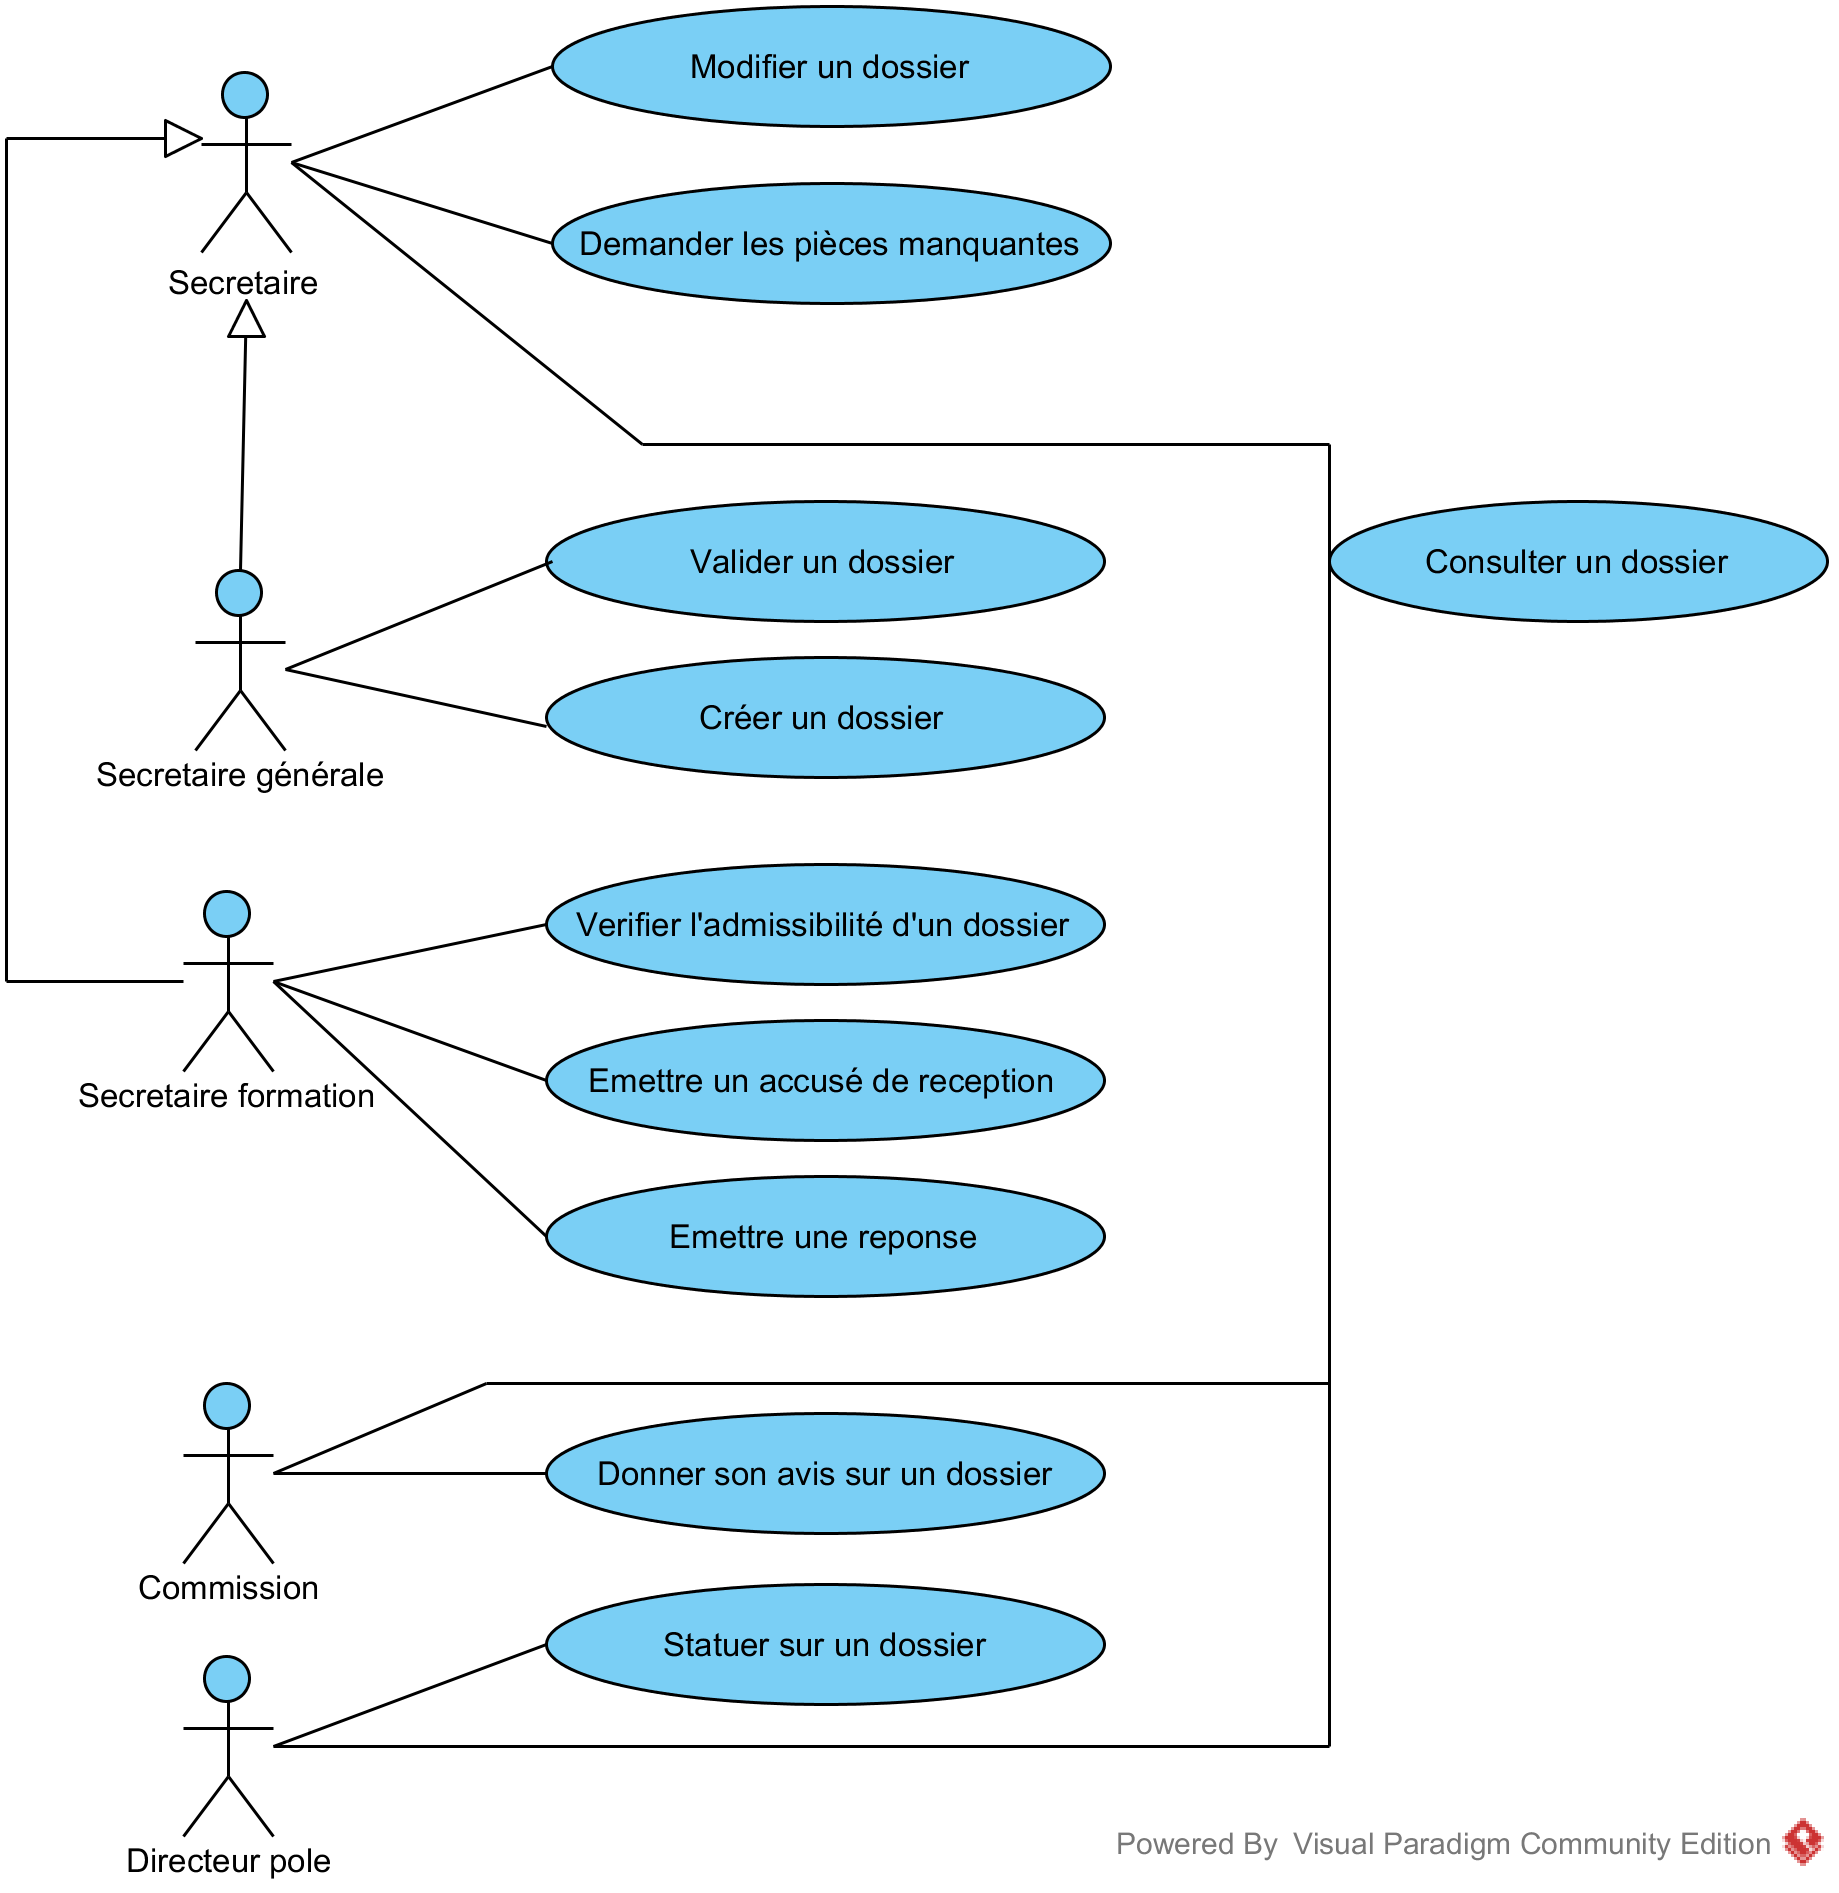 Modifier un dossier
Demander les pièces manquantes
Secretaire
Valider un dossier
Consulter un dossier
Créer un dossier
Secretaire générale
Verifier l'admissibilité d'un dossier
Emettre un accusé de reception
Secretaire formation
Emettre une reponse
Donner son avis sur un dossier
Commission
Statuer sur un dossier
Directeur pole
Powered By Visual Paradigm Community Edition